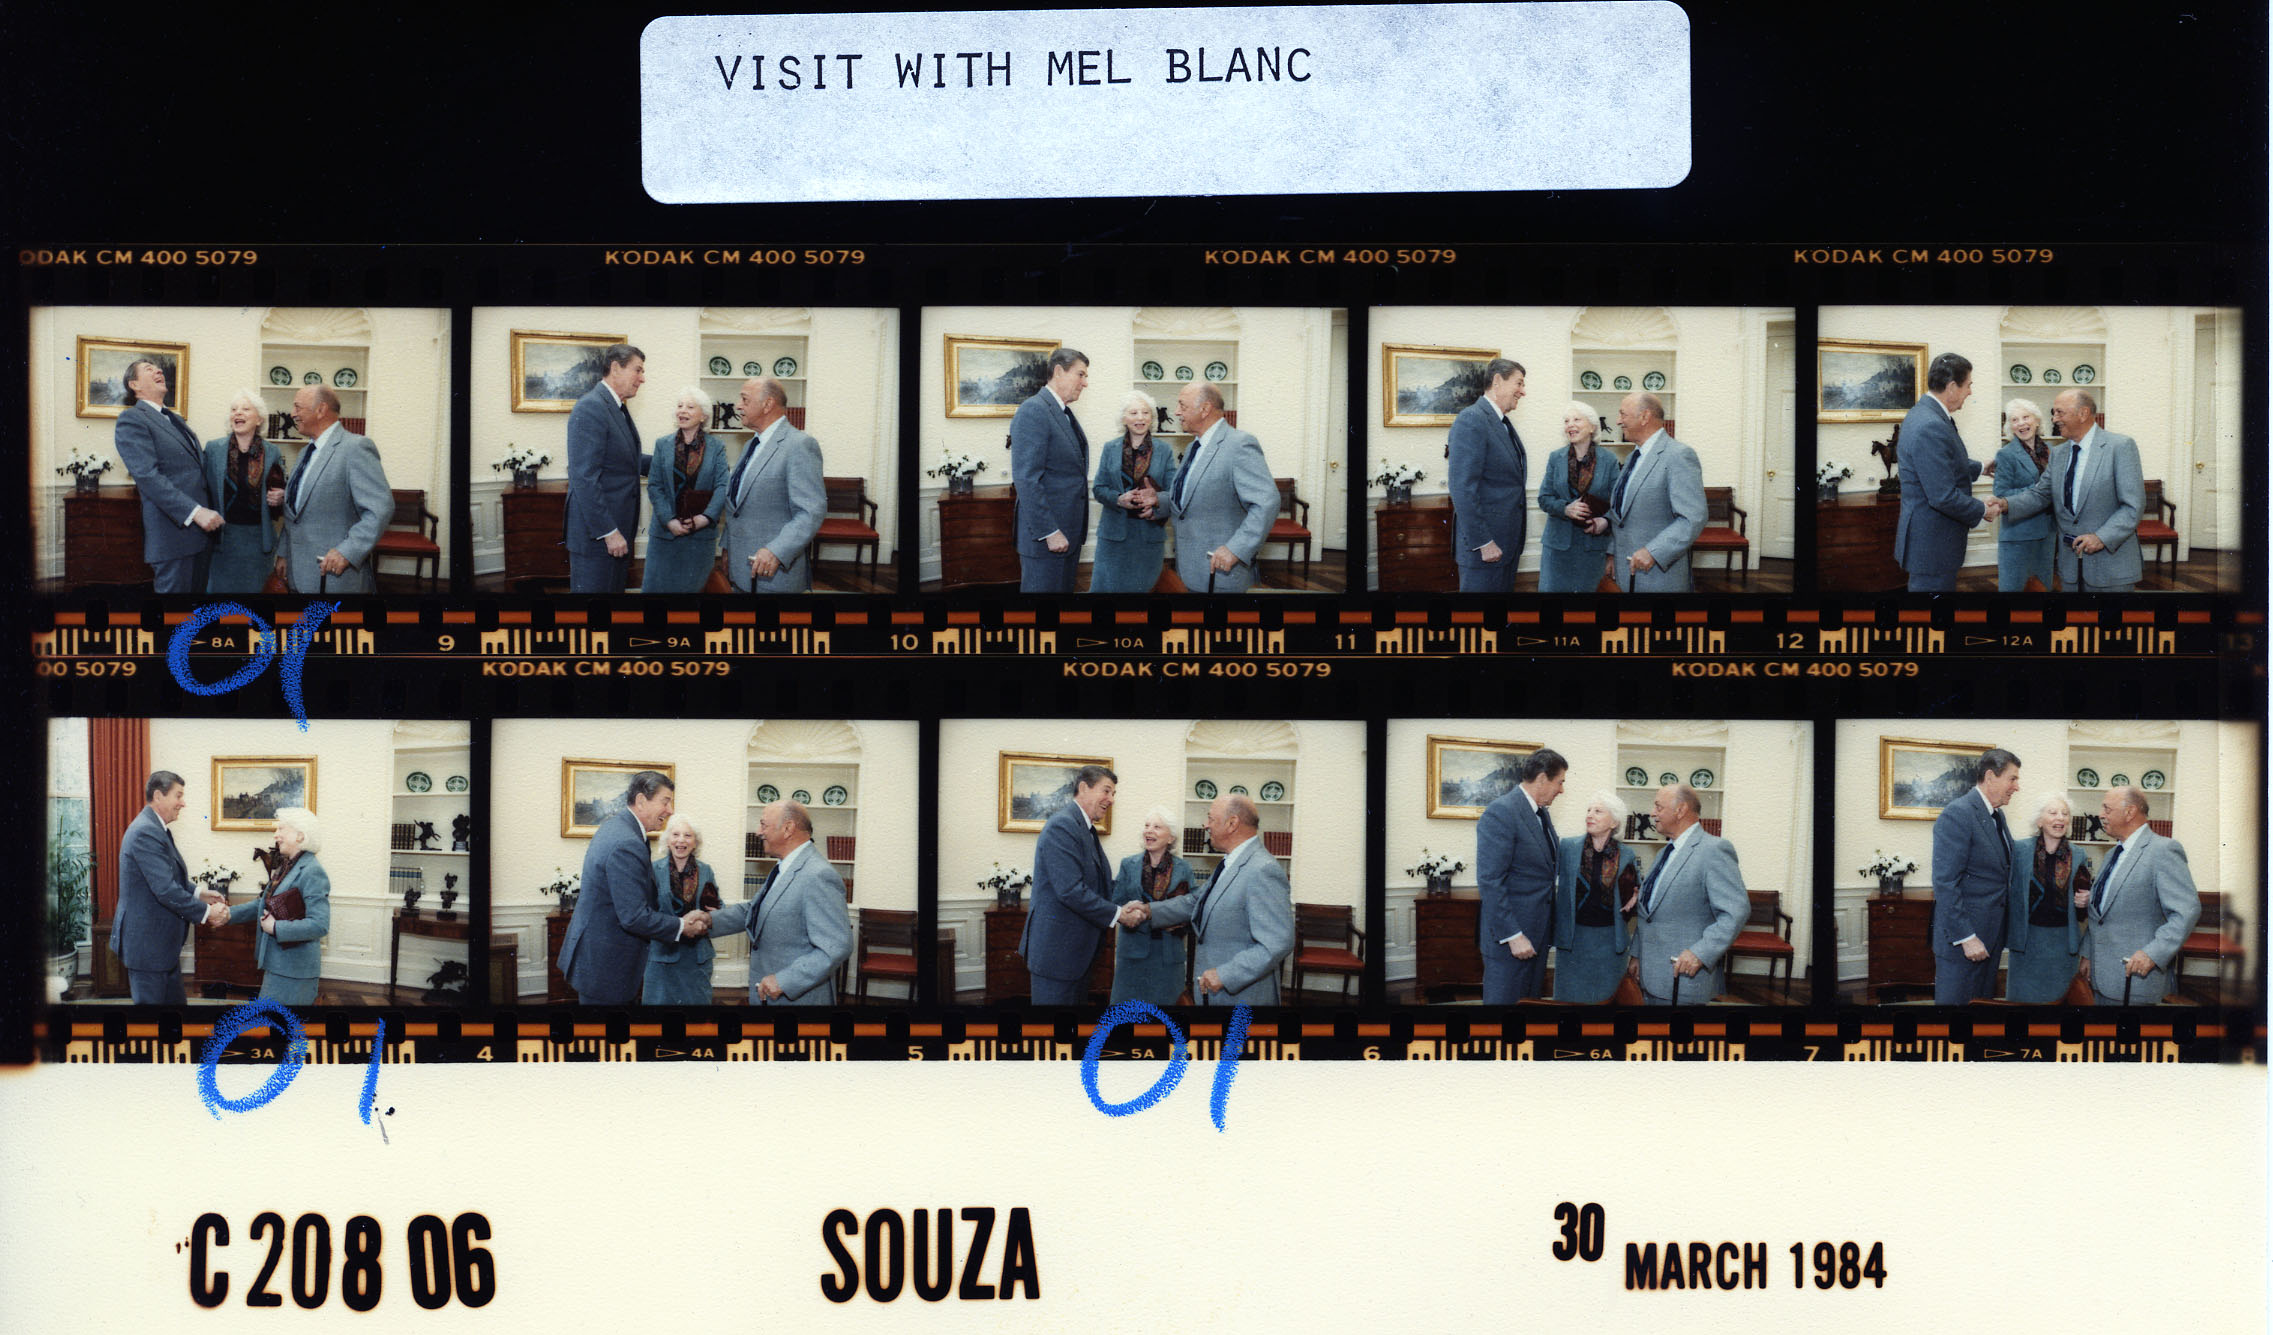 VISIT WITH MEL BLANC
ODAK CM 400 5079 KODAK CM 400 5079 KODAK CM 400 5079 KODAK CM 400 5079
8A 9 9A 10 10A 11 11A 12 12A 13
01
00 5079 KODAK CM 400 5079 KODAK CM 400 5079 KODAK CM 400 5079
3A 4 4A 5 5A 6 6A 7 7A 8
01 01
C 208 06 SOUZA 30 MARCH 1984